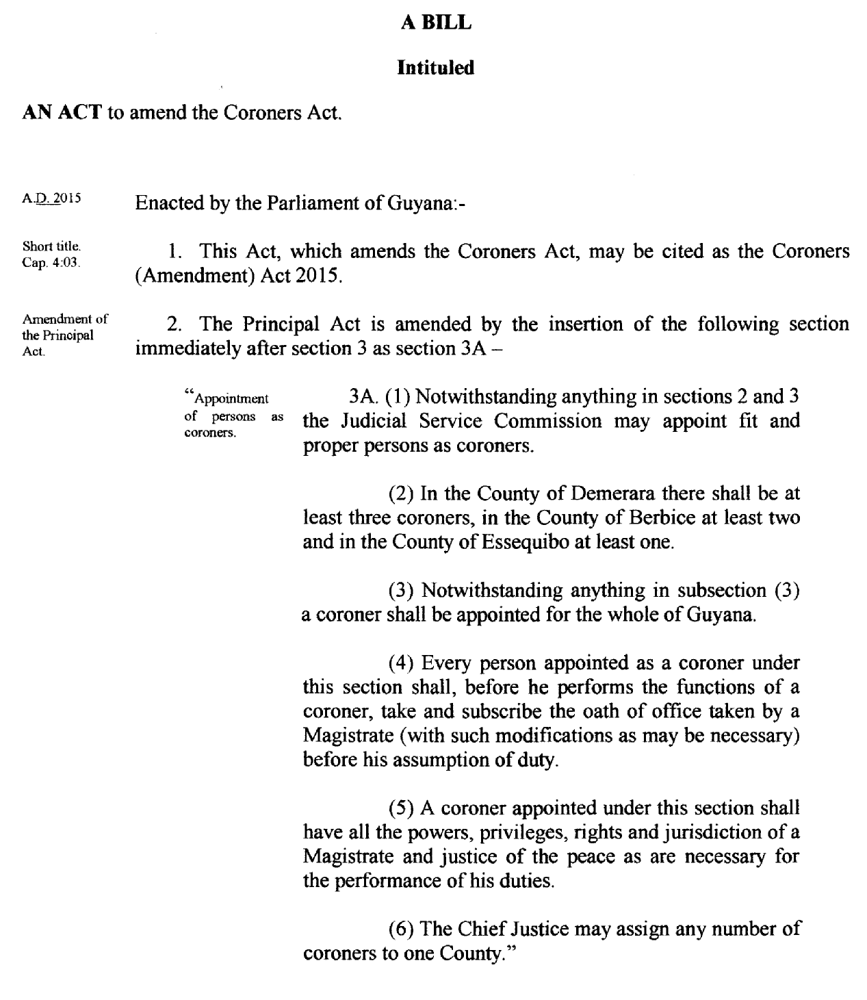 A BILL
Intituled
AN ACT to amend the Coroners Act.
A.D. 2015
Enacted by the Parliament of Guyana:-
Short title.
Cap. 4:03.
1. This Act, which amends the Coroners Act, may be cited as the Coroners
(Amendment) Act 2015.
Amendment of
the Principal
Act.
2. The Principal Act is amended by the insertion of the following section
immediately after section 3 as section 3A –
“Appointment
of persons as
coroners.
3A. (1) Notwithstanding anything in sections 2 and 3
the Judicial Service Commission may appoint fit and
proper persons as coroners.
(2) In the County of Demerara there shall be at
least three coroners, in the County of Berbice at least two
and in the County of Essequibo at least one.
(3) Notwithstanding anything in subsection (3)
a coroner shall be appointed for the whole of Guyana.
(4) Every person appointed as a coroner under
this section shall, before he performs the functions of a
coroner, take and subscribe the oath of office taken by a
Magistrate (with such modifications as may be necessary)
before his assumption of duty.
(5) A coroner appointed under this section shall
have all the powers, privileges, rights and jurisdiction of a
Magistrate and justice of the peace as are necessary for
the performance of his duties.
(6) The Chief Justice may assign any number of
coroners to one County.”